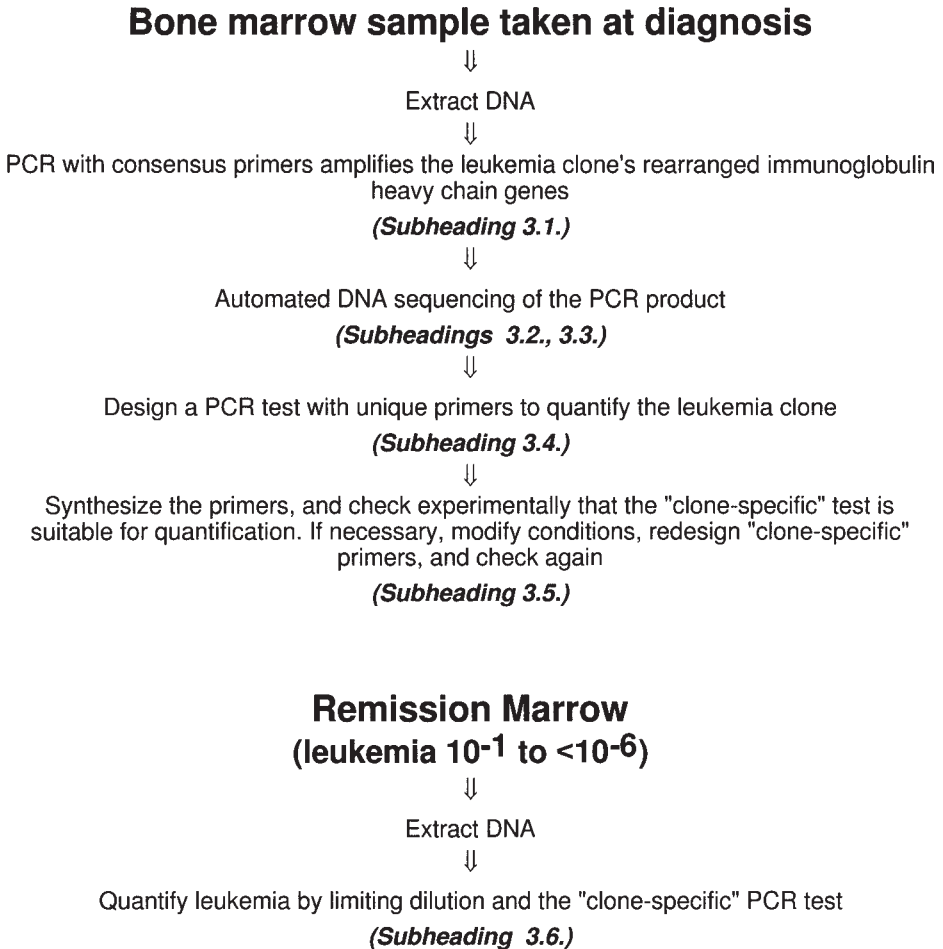 Bone marrow sample taken at diagnosis
⇓
Extract DNA
⇓
PCR with consensus primers amplifies the leukemia clone's rearranged immunoglobulin
heavy chain genes
(Subheading 3.1.)
⇓
Automated DNA sequencing of the PCR product
(Subheadings 3.2., 3.3.)
⇓
Design a PCR test with unique primers to quantify the leukemia clone
(Subheading 3.4.)
⇓
Synthesize the primers, and check experimentally that the "clone-specific" test is
suitable for quantification. If necessary, modify conditions, redesign "clone-specific"
primers, and check again
(Subheading 3.5.)
Remission Marrow
(leukemia 10⁻¹ to <10⁻⁶)
⇓
Extract DNA
⇓
Quantify leukemia by limiting dilution and the "clone-specific" PCR test
(Subheading 3.6.)